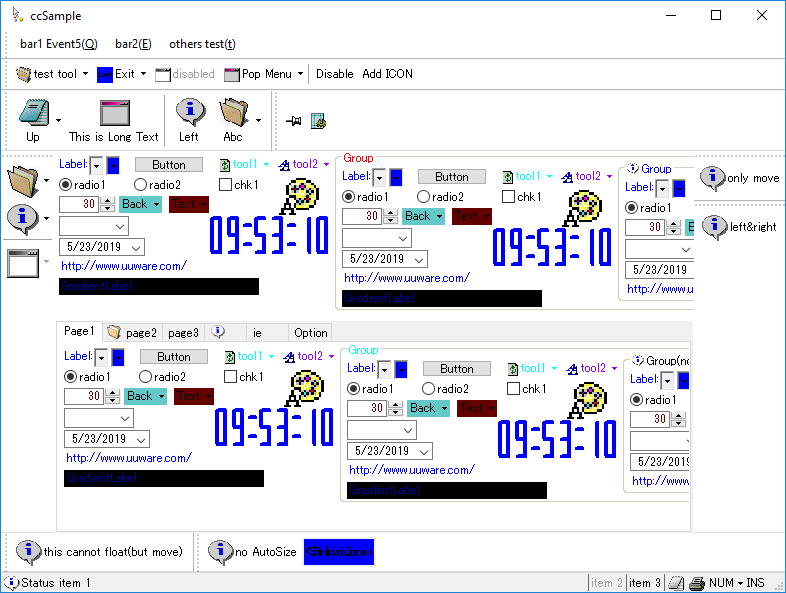 ccSample
bar1 Event5(Q) bar2(E) others test(t)
test tool Exit disabled Pop Menu Disable Add ICON
Up This is Long Text Left Abc
Label: Button tool1 tool2
radio1 radio2 chk1
30 Back Text
09:53:10
5/23/2019
http://www.uuware.com/
GradientLabel
Group
Label: Button tool1 tool2
radio1 radio2 chk1
30 Back Text
09:53:10
5/23/2019
http://www.uuware.com/
GradientLabel
Group
Label:
radio1
30
5/23/2019
http://www.uu
only move
left&right
Page1 page2 page3 ie Option
Label: Button tool1 tool2
radio1 radio2 chk1
30 Back Text
09:53:10
5/23/2019
http://www.uuware.com/
GradientLabel
Group
Label: Button tool1 tool2
radio1 radio2 chk1
30 Back Text
09:53:10
5/23/2019
http://www.uuware.com/
GradientLabel
Group(no
Label:
radio1
30
5/23/2019
http://www.uu
this cannot float(but move) no AutoSize
Status item 1 item 2 item 3 NUM INS